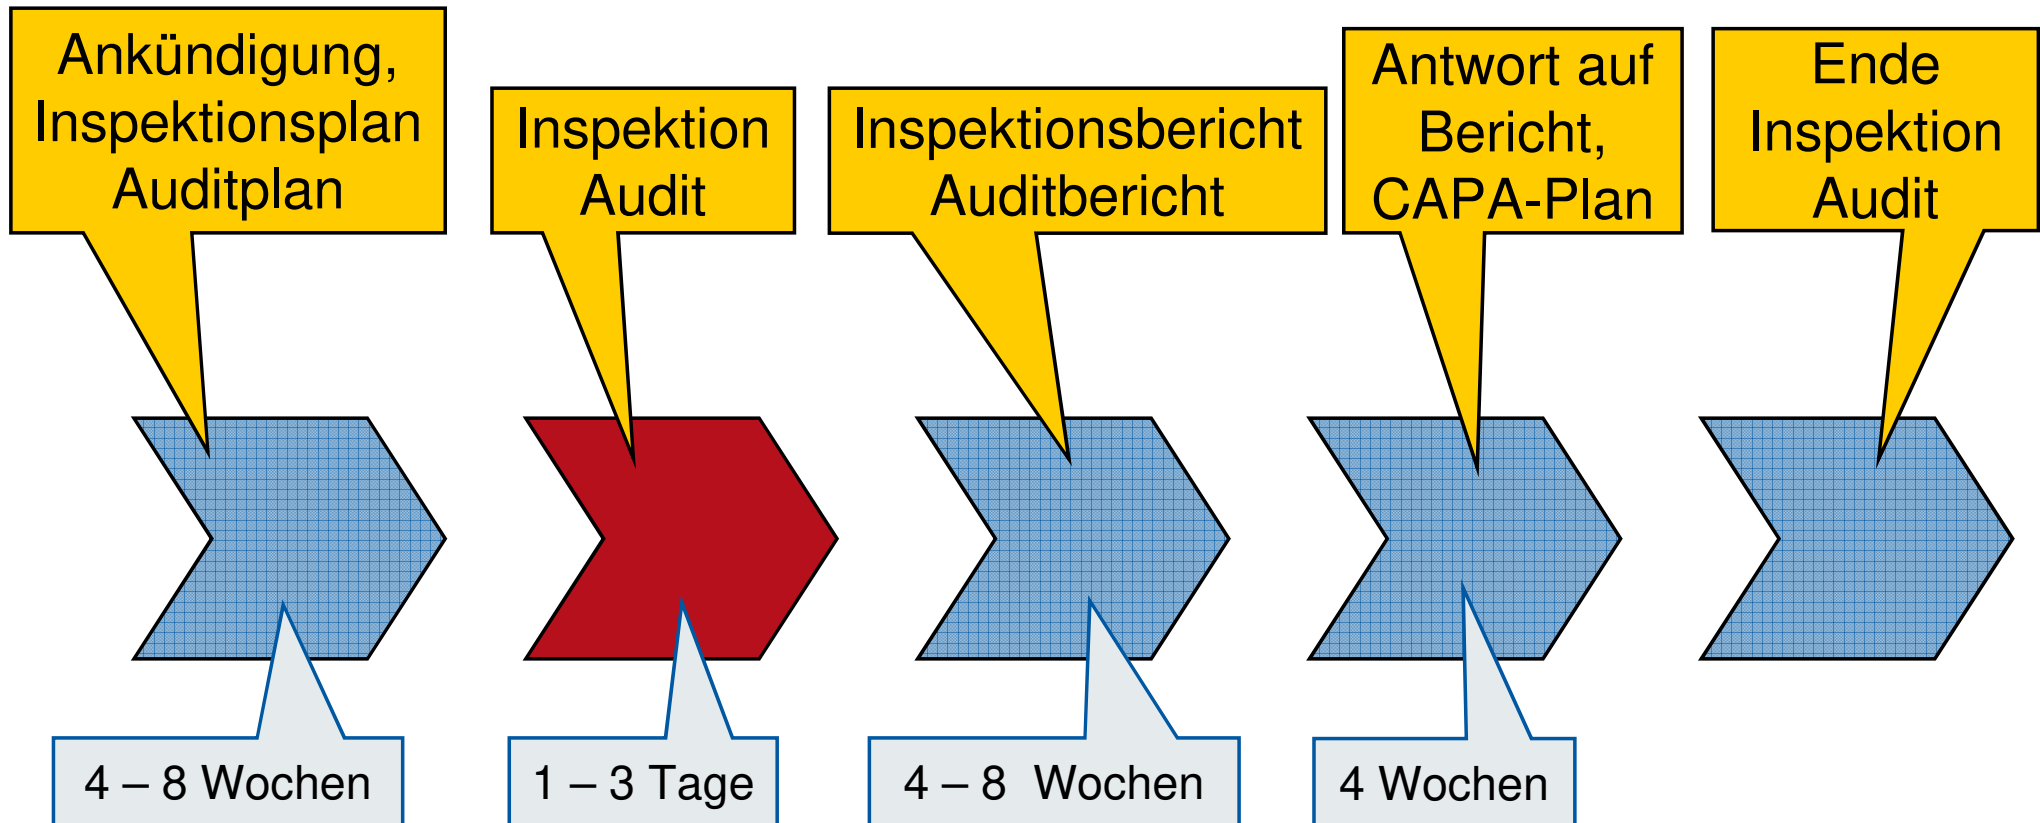 Ankündigung,
Inspektionsplan
Auditplan
Inspektion
Audit
Inspektionsbericht
Auditbericht
Antwort auf
Bericht,
CAPA-Plan
Ende
Inspektion
Audit
4 – 8 Wochen
1 – 3 Tage
4 – 8  Wochen
4 Wochen